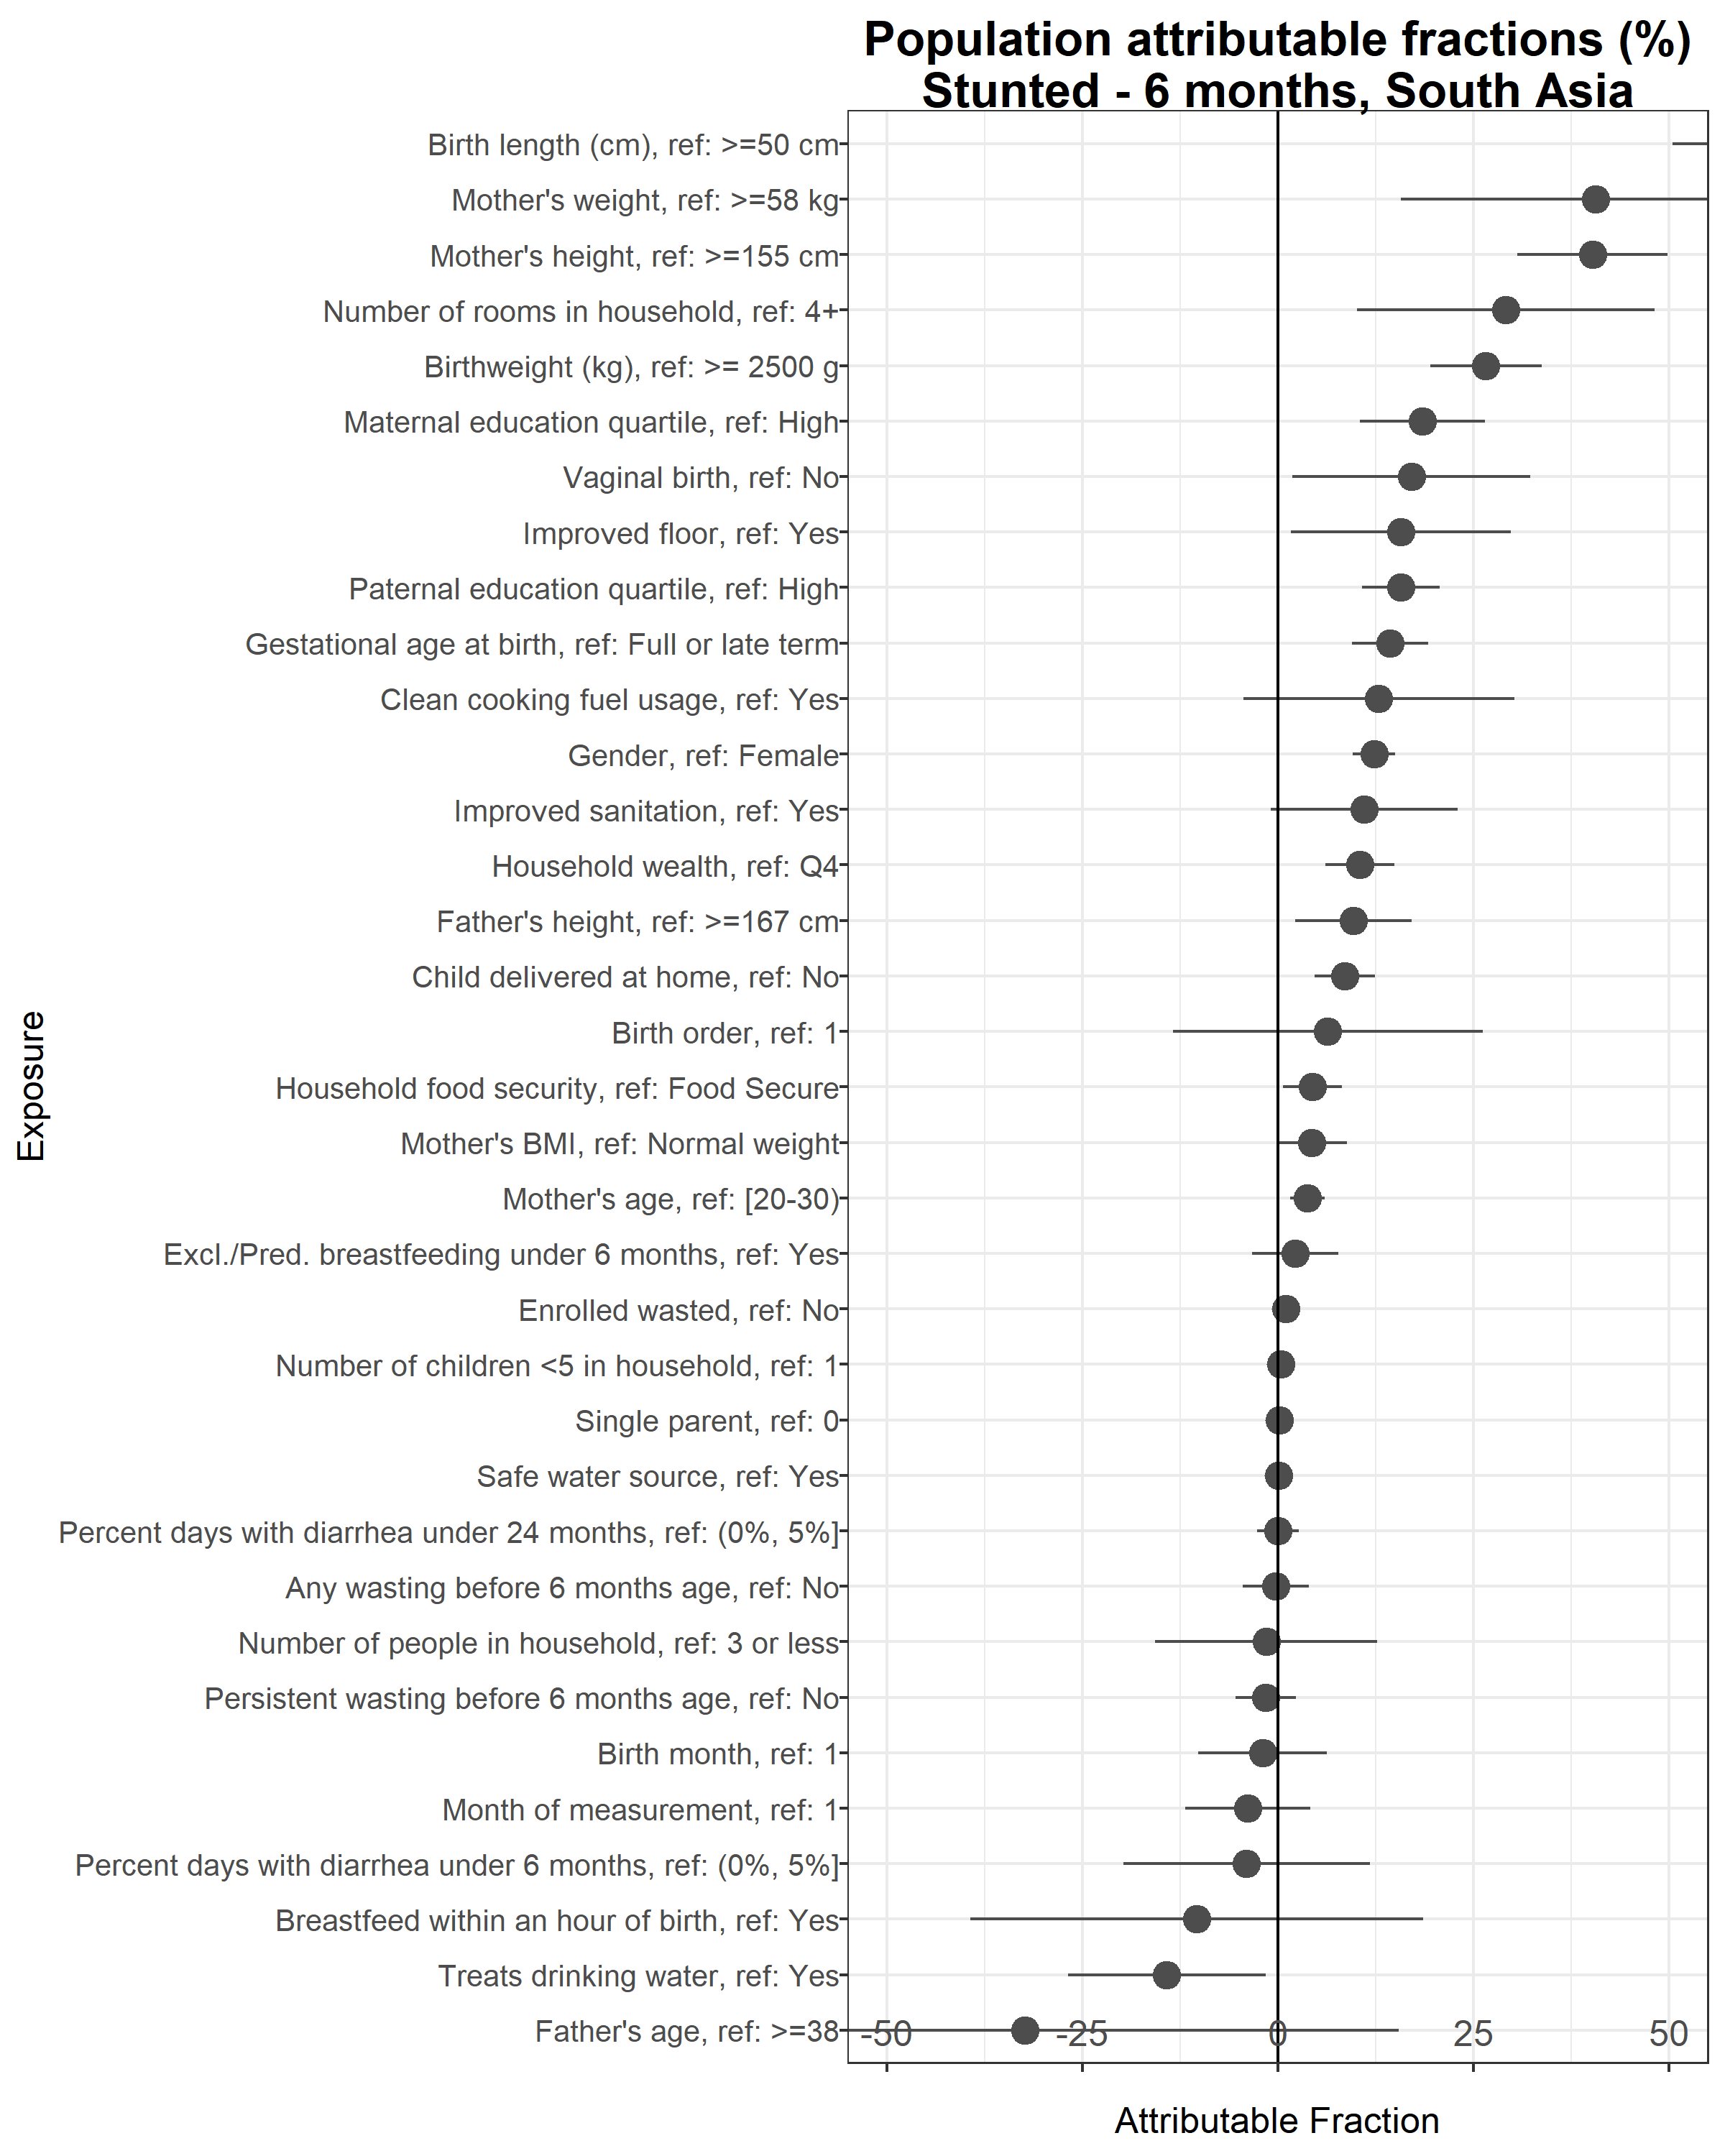 Population attributable fractions (%)
Stunted - 6 months, South Asia
Birth length (cm), ref: >=50 cm
Mother's weight, ref: >=58 kg
Mother's height, ref: >=155 cm
Number of rooms in household, ref: 4+
Birthweight (kg), ref: >= 2500 g
Maternal education quartile, ref: High
Vaginal birth, ref: No
Improved floor, ref: Yes
Paternal education quartile, ref: High
Gestational age at birth, ref: Full or late term
Clean cooking fuel usage, ref: Yes
Gender, ref: Female
Improved sanitation, ref: Yes
Household wealth, ref: Q4
Father's height, ref: >=167 cm
Child delivered at home, ref: No
Birth order, ref: 1
Household food security, ref: Food Secure
Mother's BMI, ref: Normal weight
Mother's age, ref: [20-30)
Excl./Pred. breastfeeding under 6 months, ref: Yes
Enrolled wasted, ref: No
Number of children <5 in household, ref: 1
Single parent, ref: 0
Safe water source, ref: Yes
Percent days with diarrhea under 24 months, ref: (0%, 5%]
Any wasting before 6 months age, ref: No
Number of people in household, ref: 3 or less
Persistent wasting before 6 months age, ref: No
Birth month, ref: 1
Month of measurement, ref: 1
Percent days with diarrhea under 6 months, ref: (0%, 5%]
Breastfeed within an hour of birth, ref: Yes
Treats drinking water, ref: Yes
Father's age, ref: >=38
Exposure
-50 -25 0 25 50
Attributable Fraction